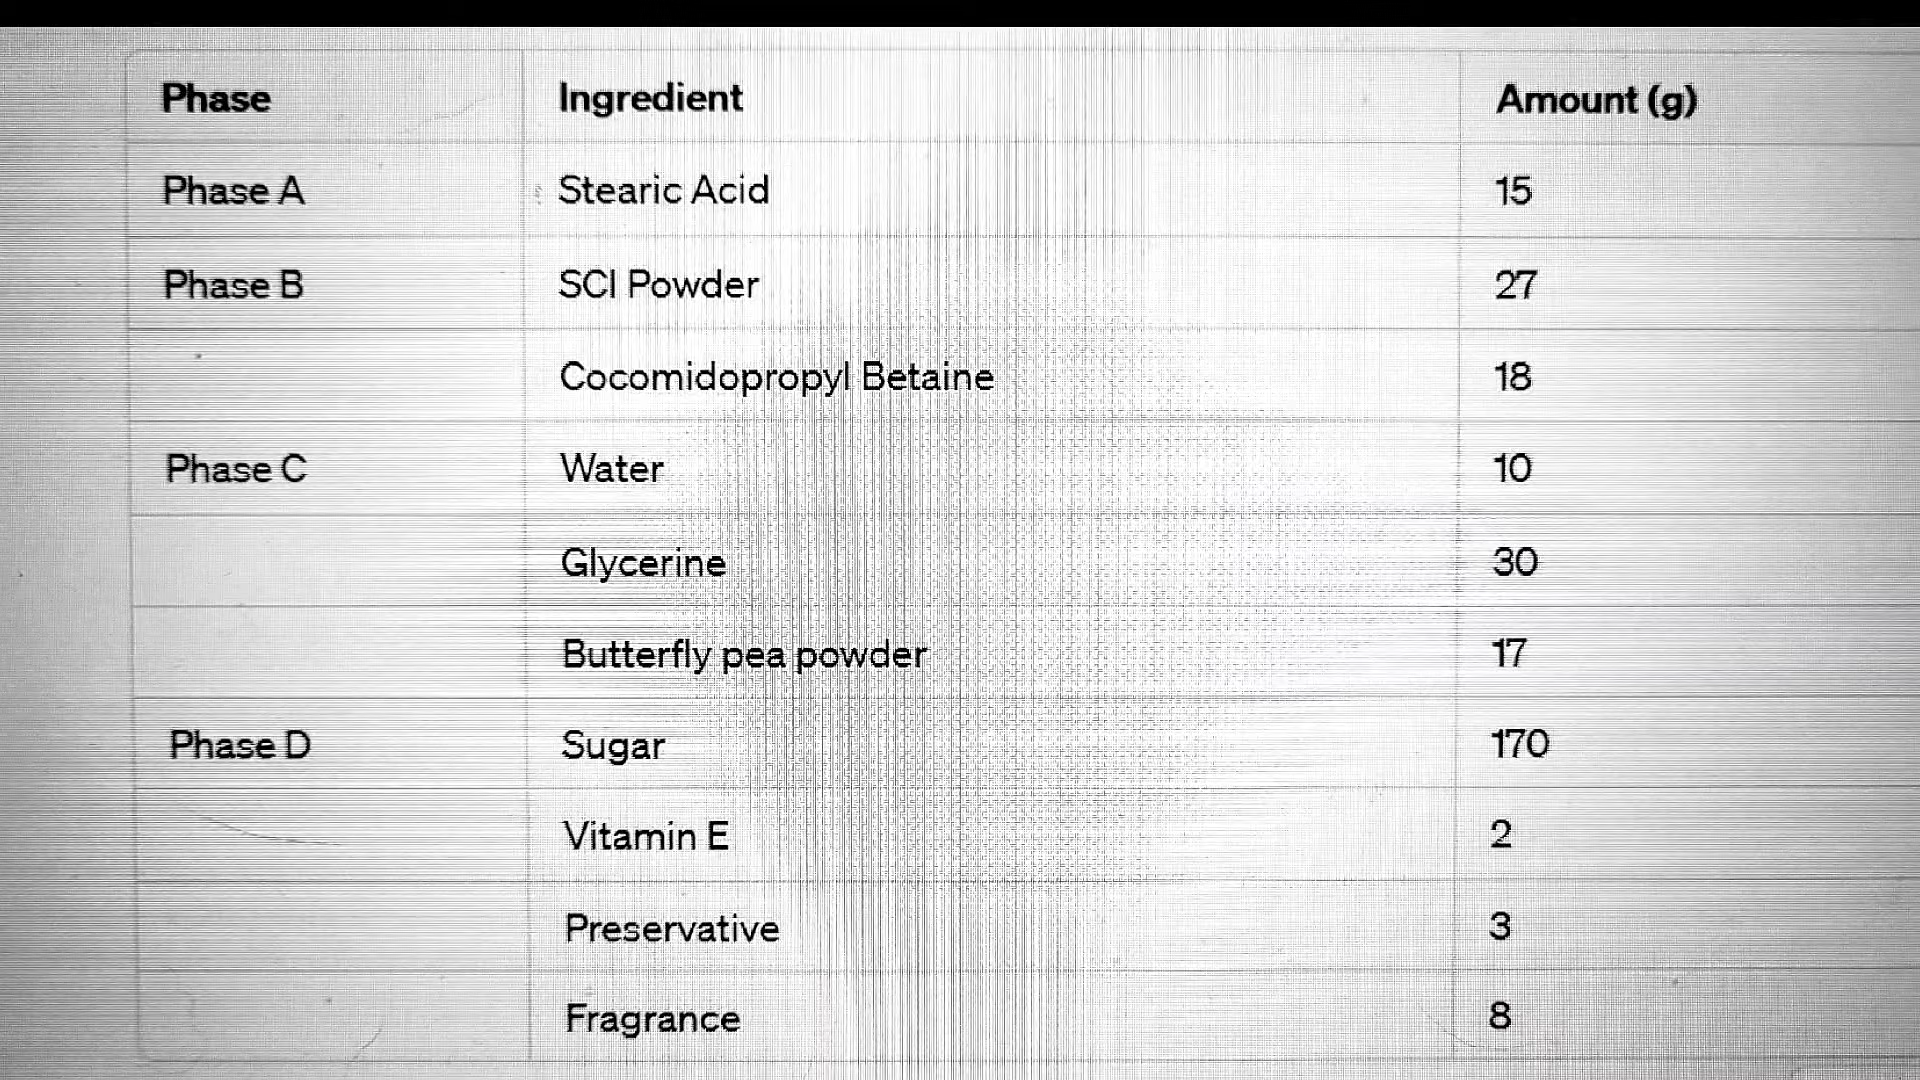 Phase Ingredient Amount (g)
Phase A Stearic Acid 15
Phase B SCI Powder 27
Cocomidopropyl Betaine 18
Phase C Water 10
Glycerine 30
Butterfly pea powder 17
Phase D Sugar 170
Vitamin E 2
Preservative 3
Fragrance 8